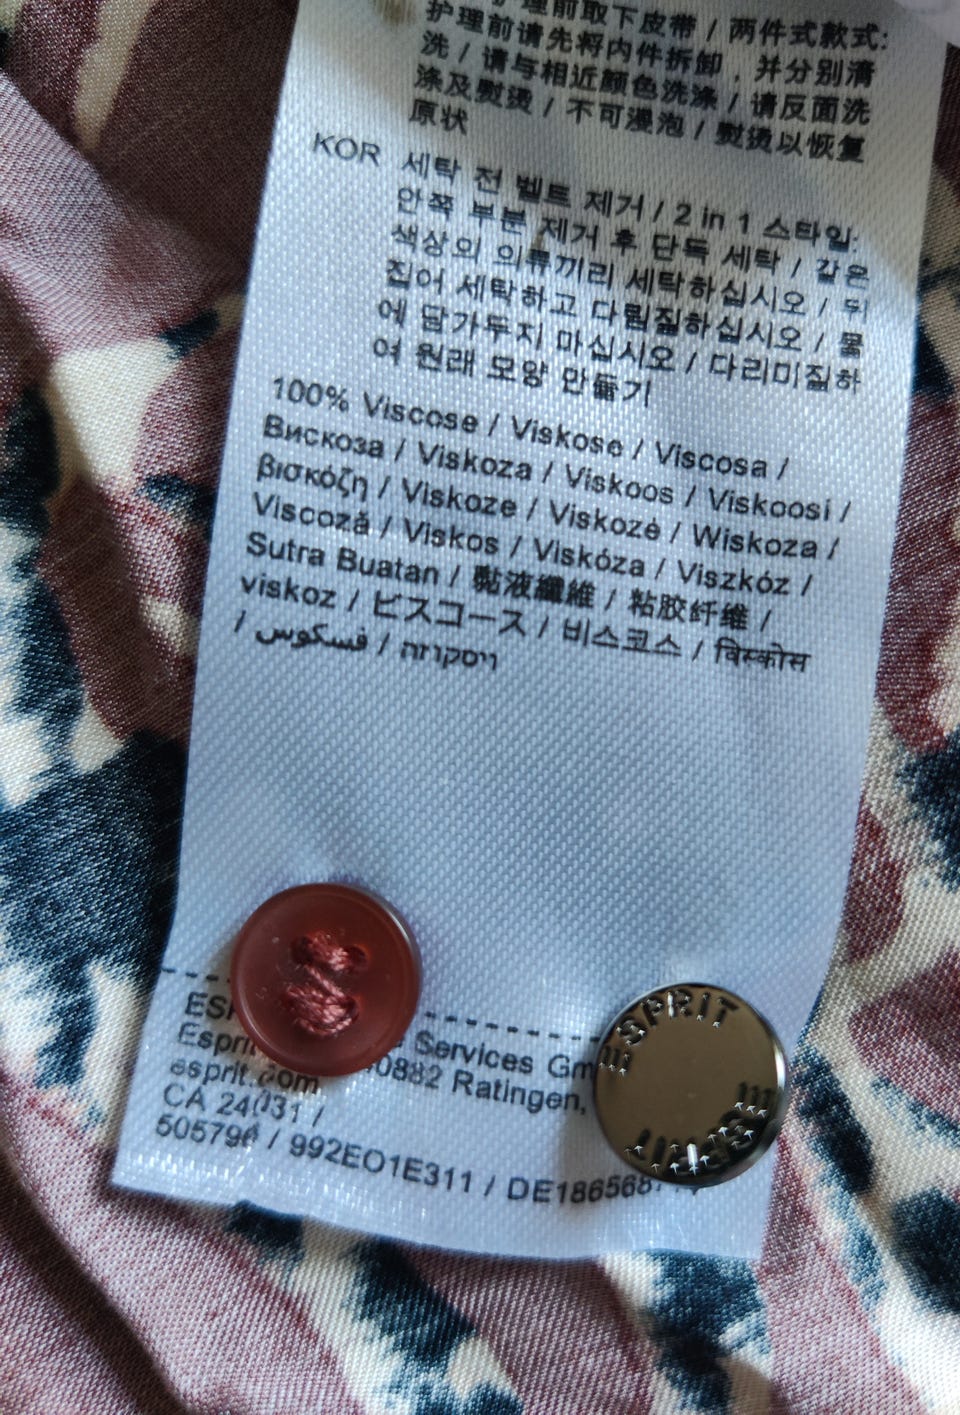 护理前取下皮带 / 两件式款式:
护理前请先将内件拆卸，并分别清
洗 / 请与相近颜色洗涤 / 请反面洗
涤及熨烫 / 不可浸泡 / 熨烫以恢复
原状
KOR 세탁 전 벨트 제거 / 2 in 1 스타일:
안쪽 부분 제거 후 단독 세탁 / 같은
색상의 의류끼리 세탁하십시오 / 뒤
집어 세탁하고 다림질하십시오 / 물
에 담가두지 마십시오 / 다리미질하
여 원래 모양 만들기
100% Viscose / Viskose / Viscosa /
Вискоза / Viskoza / Viskoos / Viskoosi /
βισκόζη / Viskoze / Viskozė / Wiskoza /
Viscoză / Viskos / Viskóza / Viszkóz /
Sutra Buatan / 黏液纖維 / 粘胶纤维 /
viskoz / ビスコース / 비스코스 / विस्कोस
/ فسكوس / ויסקוזה
Services
Ratingen,
esprit.com
CA
/ 992EO1E311 /
ESPRIT
ESPRIT